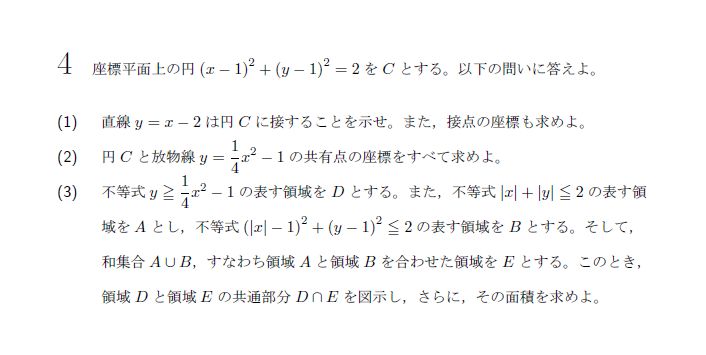 4 座標平面上の円 (x − 1)² + (y − 1)² = 2 を C とする。以下の問いに答えよ。
(1) 直線 y = x − 2 は円 C に接することを示せ。また，接点の座標も求めよ。
(2) 円 C と放物線 y = 1/4 x² − 1 の共有点の座標をすべて求めよ。
(3) 不等式 y ≧ 1/4 x² − 1 の表す領域を D とする。また，不等式 |x| + |y| ≦ 2 の表す領
域を A とし，不等式 (|x| − 1)² + (y − 1)² ≦ 2 の表す領域を B とする。そして，
和集合 A ∪ B，すなわち領域 A と領域 B を合わせた領域を E とする。このとき，
領域 D と領域 E の共通部分 D ∩ E を図示し，さらに，その面積を求めよ。